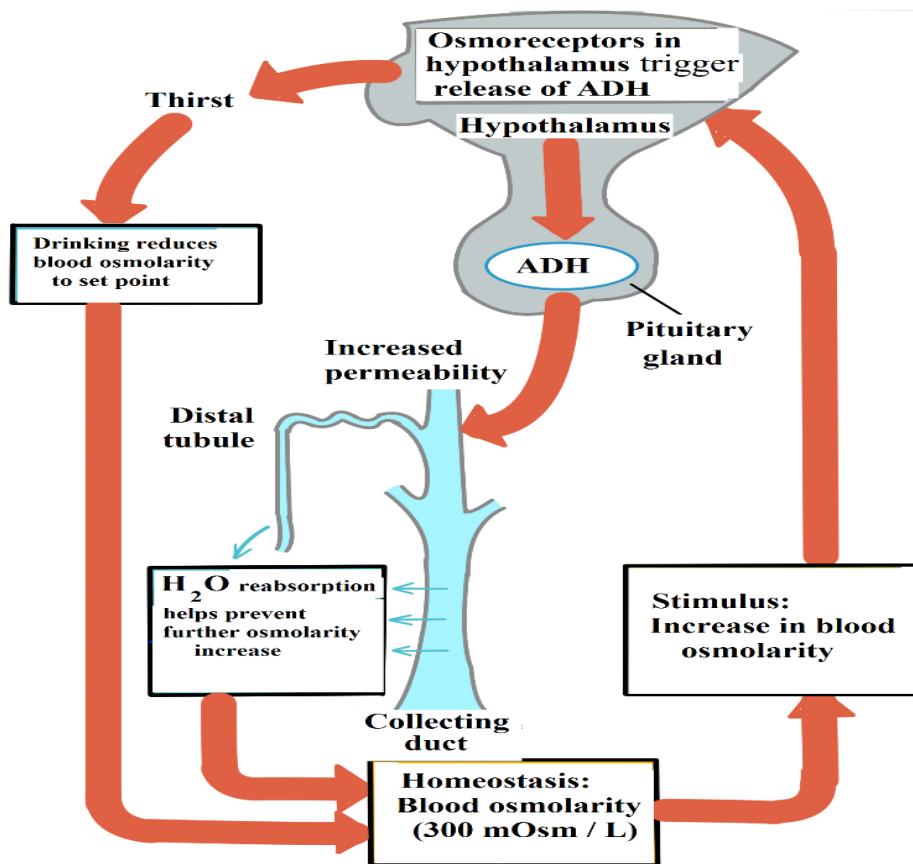 Osmoreceptors in
hypothalamus trigger
release of ADH
Hypothalamus
Thirst
Drinking reduces
blood osmolarity
to set point
ADH
Pituitary
gland
Increased
permeability
Distal
tubule
H₂O reabsorption
helps prevent
further osmolarity
increase
Stimulus:
Increase in blood
osmolarity
Collecting
duct
Homeostasis:
Blood osmolarity
(300 mOsm / L)